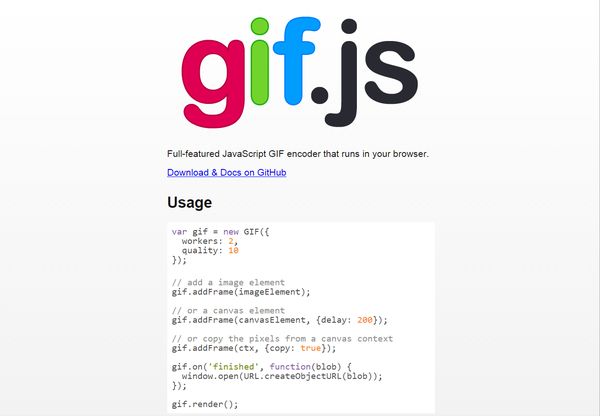 gif.js
Full-featured JavaScript GIF encoder that runs in your browser.
Download & Docs on GitHub
Usage
var gif = new GIF({
  workers: 2,
  quality: 10
});
// add a image element
gif.addFrame(imageElement);
// or a canvas element
gif.addFrame(canvasElement, {delay: 200});
// or copy the pixels from a canvas context
gif.addFrame(ctx, {copy: true});
gif.on('finished', function(blob) {
  window.open(URL.createObjectURL(blob));
});
gif.render();